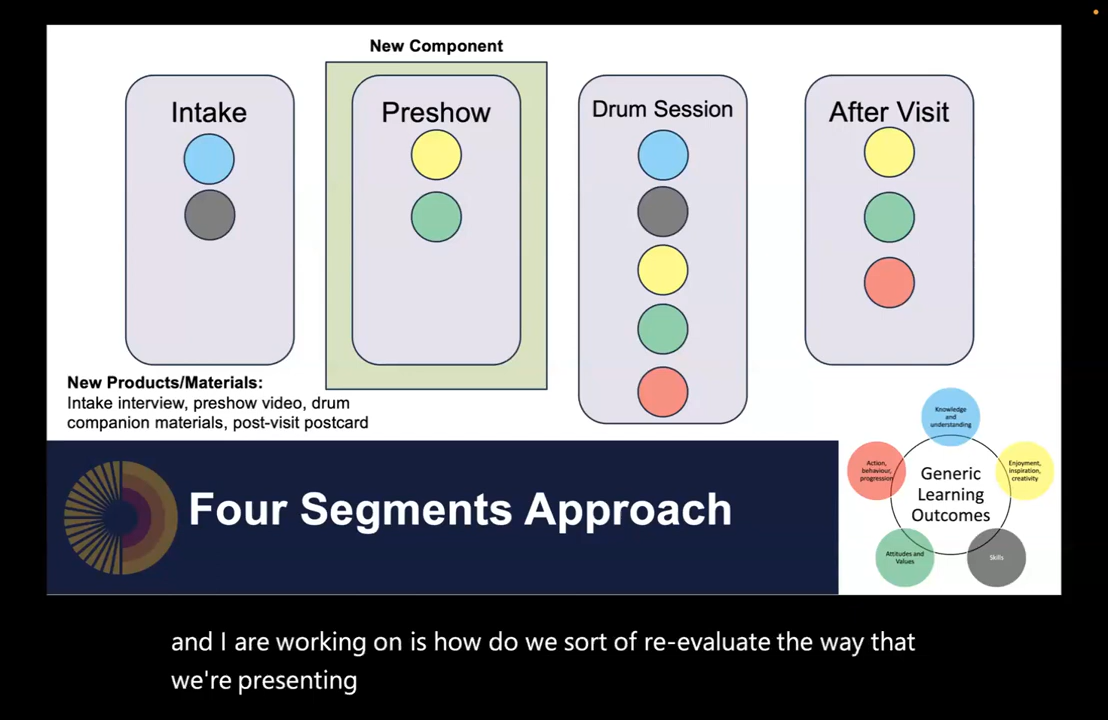 New Component
Intake
Preshow
Drum Session
After Visit
New Products/Materials:
Intake interview, preshow video, drum
companion materials, post-visit postcard
Four Segments Approach
Knowledge
and
understanding
Action,
behaviour,
progression
Enjoyment,
inspiration,
creativity
Generic
Learning
Outcomes
Attitudes and
Values
Skills
and I are working on is how do we sort of re-evaluate the way that
we're presenting